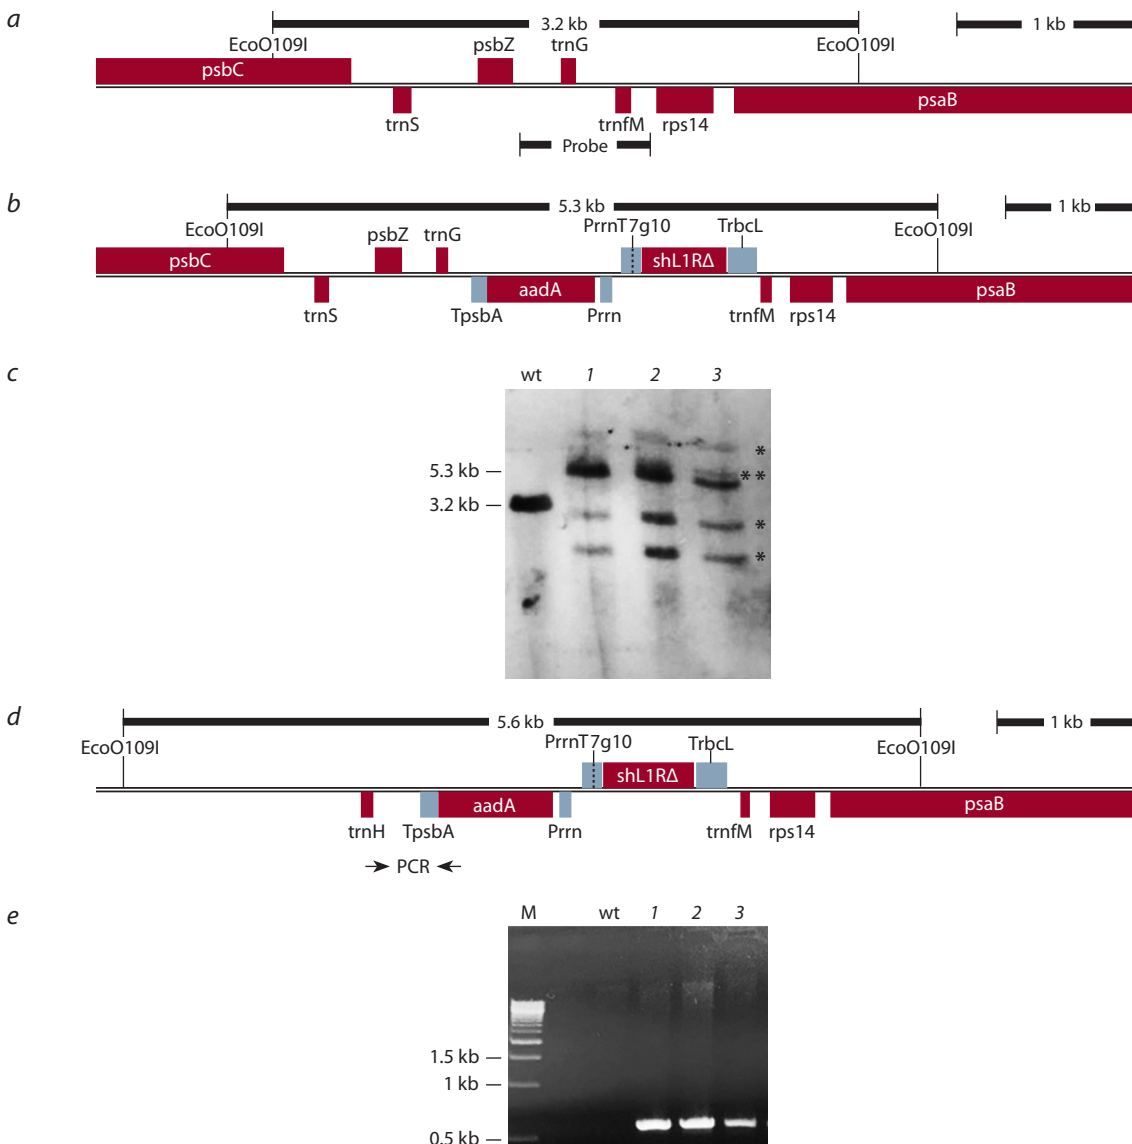 a
3.2 kb
1 kb
EcoO109I
psbZ
trnG
EcoO109I
psbC
psaB
trnS
trnfM
rps14
Probe
b
5.3 kb
1 kb
EcoO109I
psbZ
trnG
PrrnT7g10
TrbcL
EcoO109I
psbC
shL1RΔ
aadA
psaB
trnS
TpsbA
Prrn
trnfM
rps14
c
wt 1 2 3
*
5.3 kb
* *
3.2 kb
*
*
d
5.6 kb
1 kb
EcoO109I
PrrnT7g10
TrbcL
EcoO109I
shL1RΔ
aadA
psaB
trnH
TpsbA
Prrn
trnfM
rps14
PCR
e
M wt 1 2 3
1.5 kb
1 kb
0.5 kb